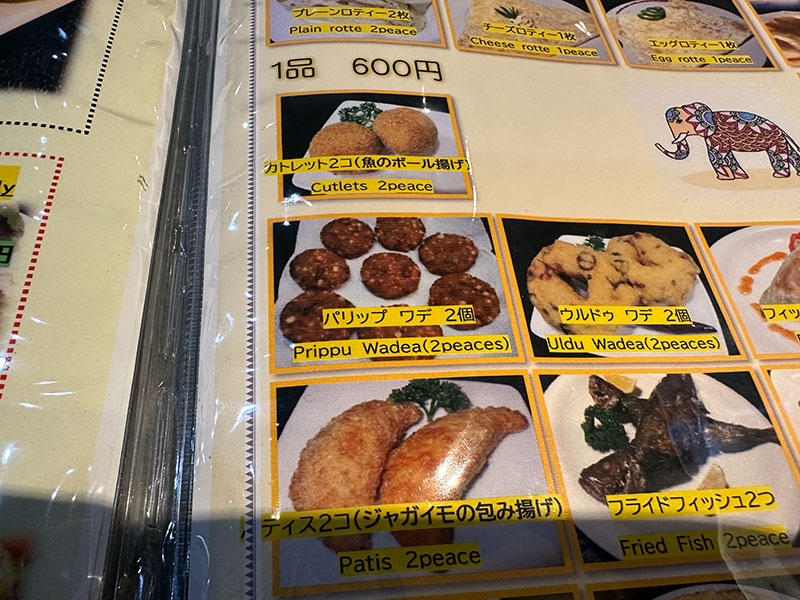 プレーンロティー2枚
Plain rotte 2peace
チーズロティー1枚
Cheese rotte 1peace
エッグロティー1枚
Egg rotte 1peace
1品 600円
カトレット2コ(魚のボール揚げ)
Cutlets 2peace
パリップ ワデ 2個
Prippu Wadea(2peaces)
ウルドゥ ワデ 2個
Uldu Wadea(2peaces)
フィッ
パティス2コ(ジャガイモの包み揚げ)
Patis 2peace
フライドフィッシュ2つ
Fried Fish 2peace
ly
円